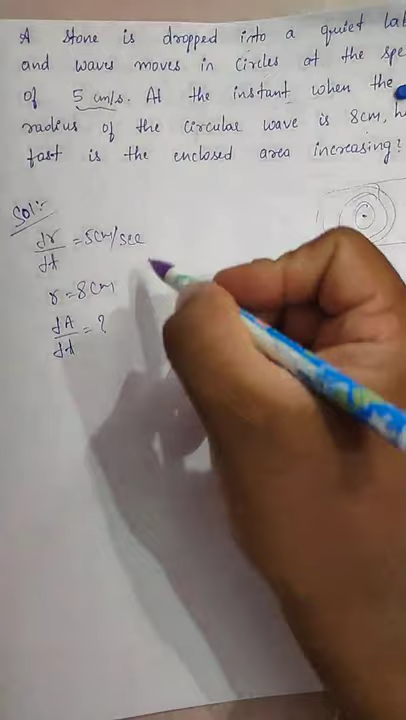 A stone is dropped into a quiet
and waves moves in circles at the
of 5 cm/s. At the instant when the
radius of the circular wave is 8cm,
fast is the enclosed area increasing?
Sol:-
dr/dt = 5cm/sec
r = 8cm
dA/dt = ?